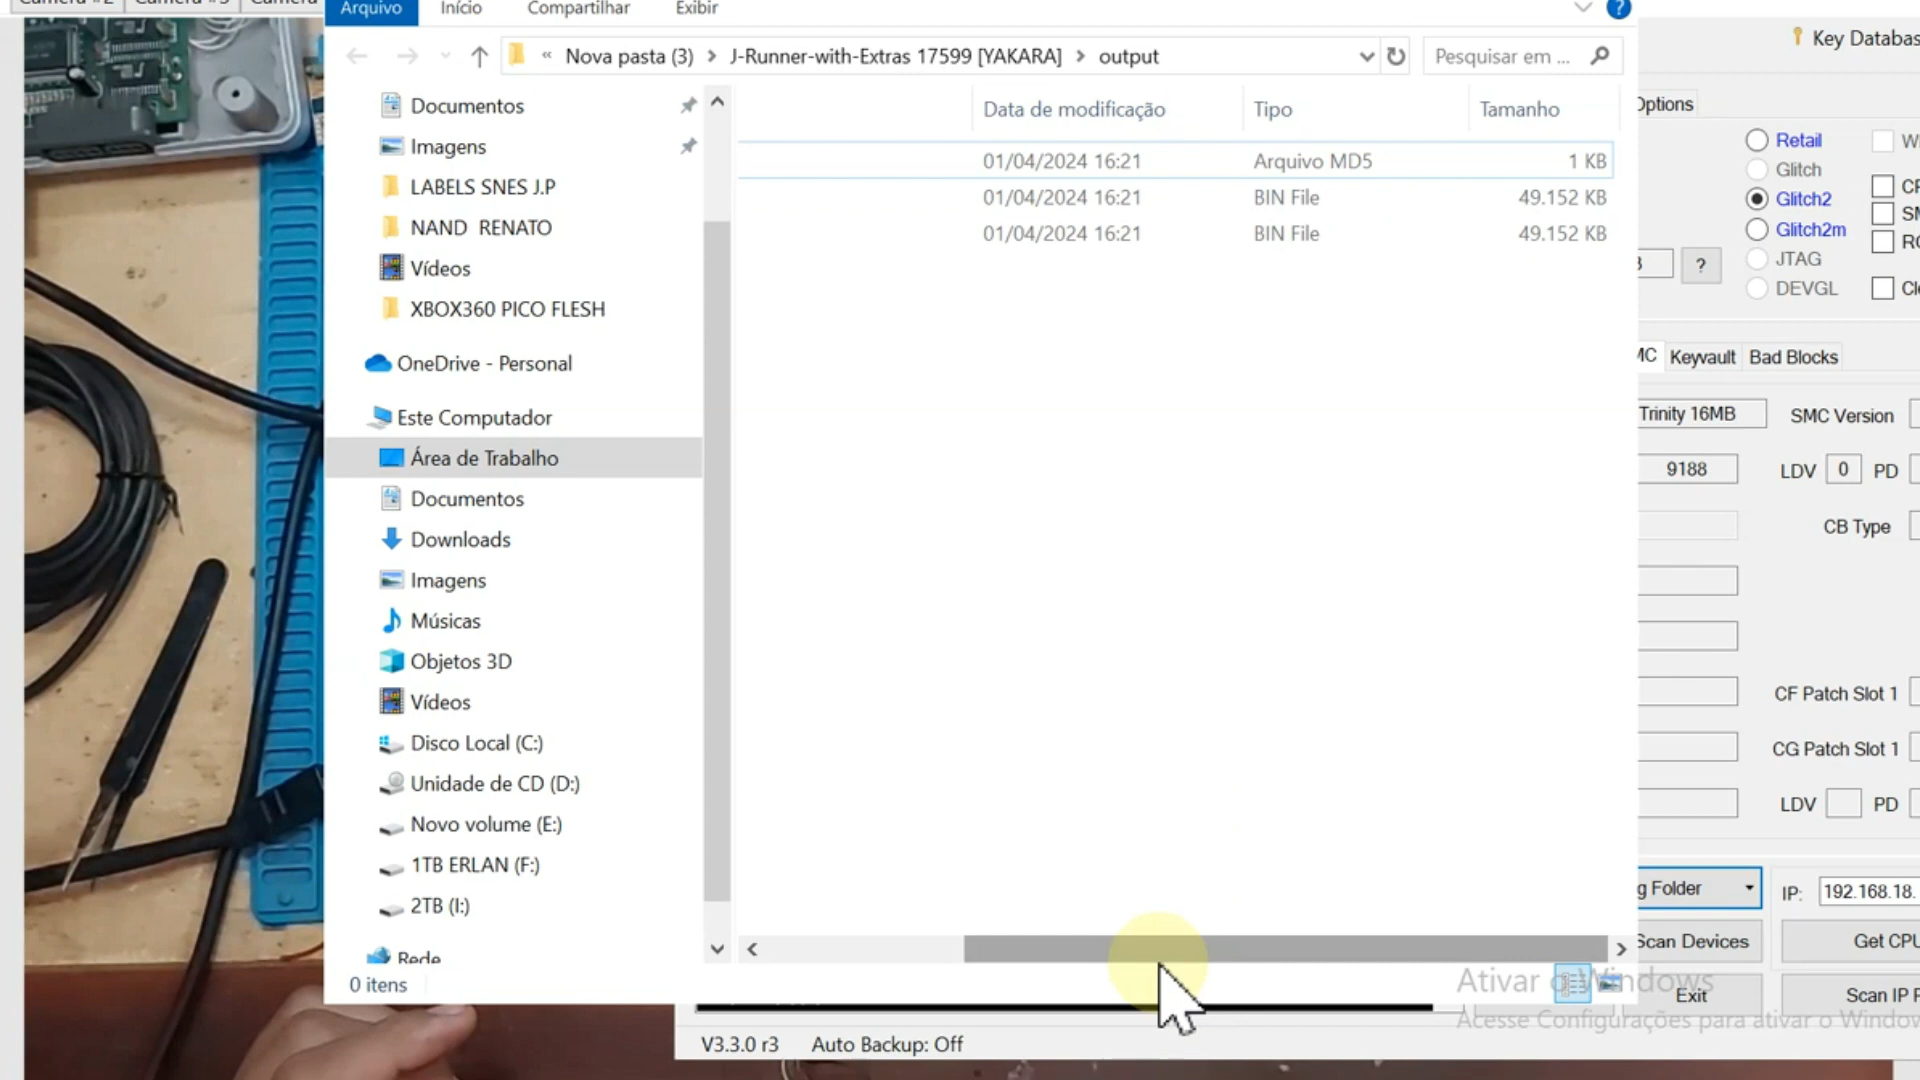 Arquivo Início Compartilhar Exibir
« Nova pasta (3) > J-Runner-with-Extras 17599 [YAKARA] > output
Pesquisar em ...
Key Databas
Documentos
Imagens
LABELS SNES J.P
NAND RENATO
Vídeos
XBOX360 PICO FLESH
OneDrive - Personal
Este Computador
Área de Trabalho
Documentos
Downloads
Imagens
Músicas
Objetos 3D
Vídeos
Disco Local (C:)
Unidade de CD (D:)
Novo volume (E:)
1TB ERLAN (F:)
2TB (I:)
Rede
0 itens
Data de modificação Tipo Tamanho
01/04/2024 16:21 Arquivo MD5 1 KB
01/04/2024 16:21 BIN File 49.152 KB
01/04/2024 16:21 BIN File 49.152 KB
Options
Retail
Glitch
Glitch2
Glitch2m
JTAG
DEVGL
?
Keyvault Bad Blocks
Trinity 16MB SMC Version
9188 LDV 0 PD
CB Type
CF Patch Slot 1
CG Patch Slot 1
LDV PD
g Folder IP: 192.168.18.
Scan Devices Get CPU
Exit Scan IP
Ativar o Windows
Acesse Configurações para ativar o Window
V3.3.0 r3 Auto Backup: Off